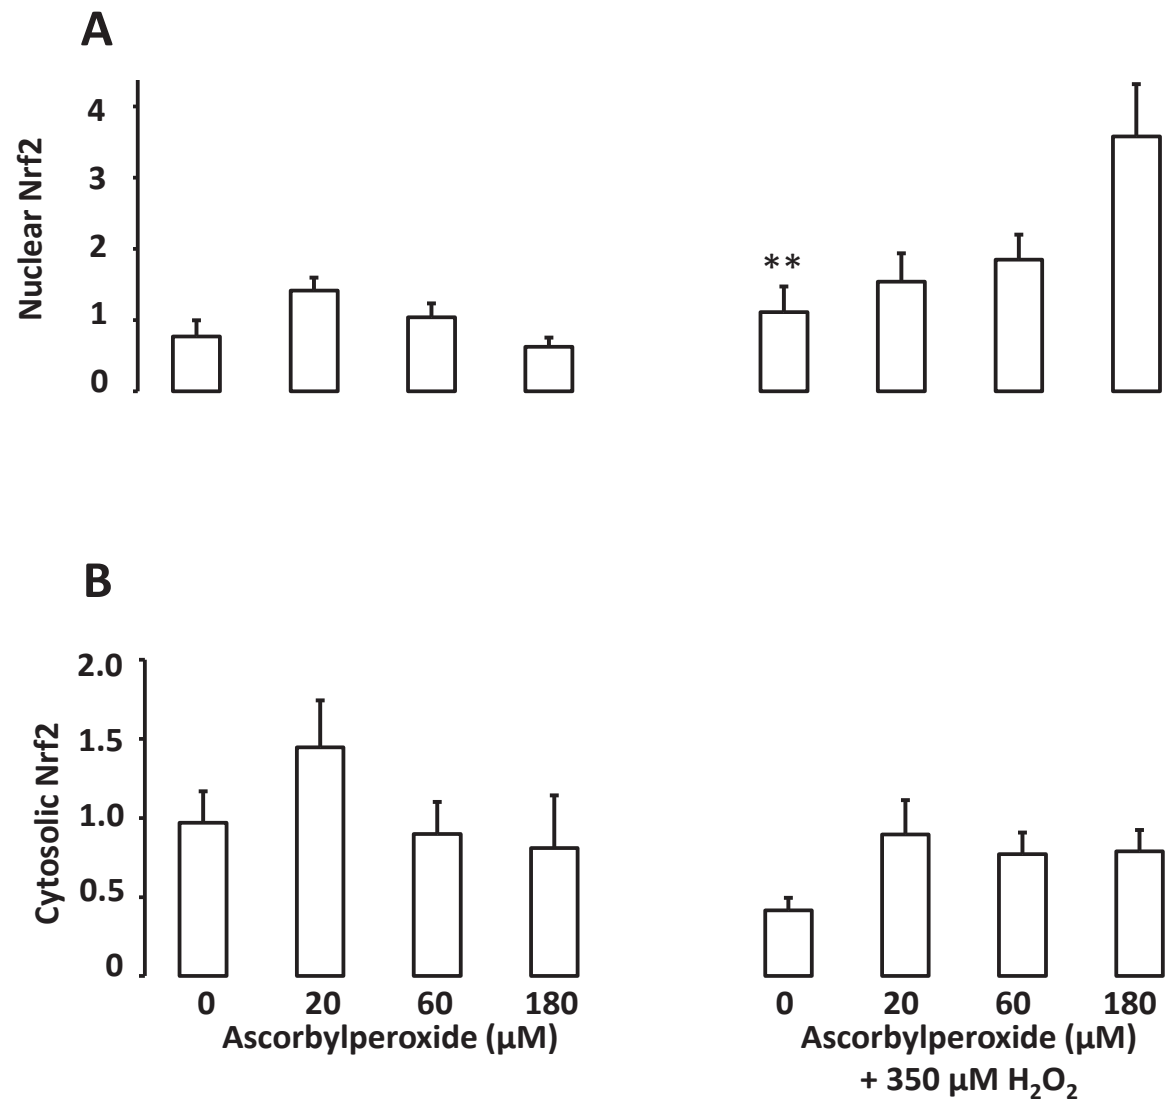 A
Nuclear Nrf2
4
3
2
1
0
**
B
Cytosolic Nrf2
2.0
1.5
1.0
0.5
0
0 20 60 180
Ascorbylperoxide (μM)
0 20 60 180
Ascorbylperoxide (μM)
+ 350 μM H₂O₂